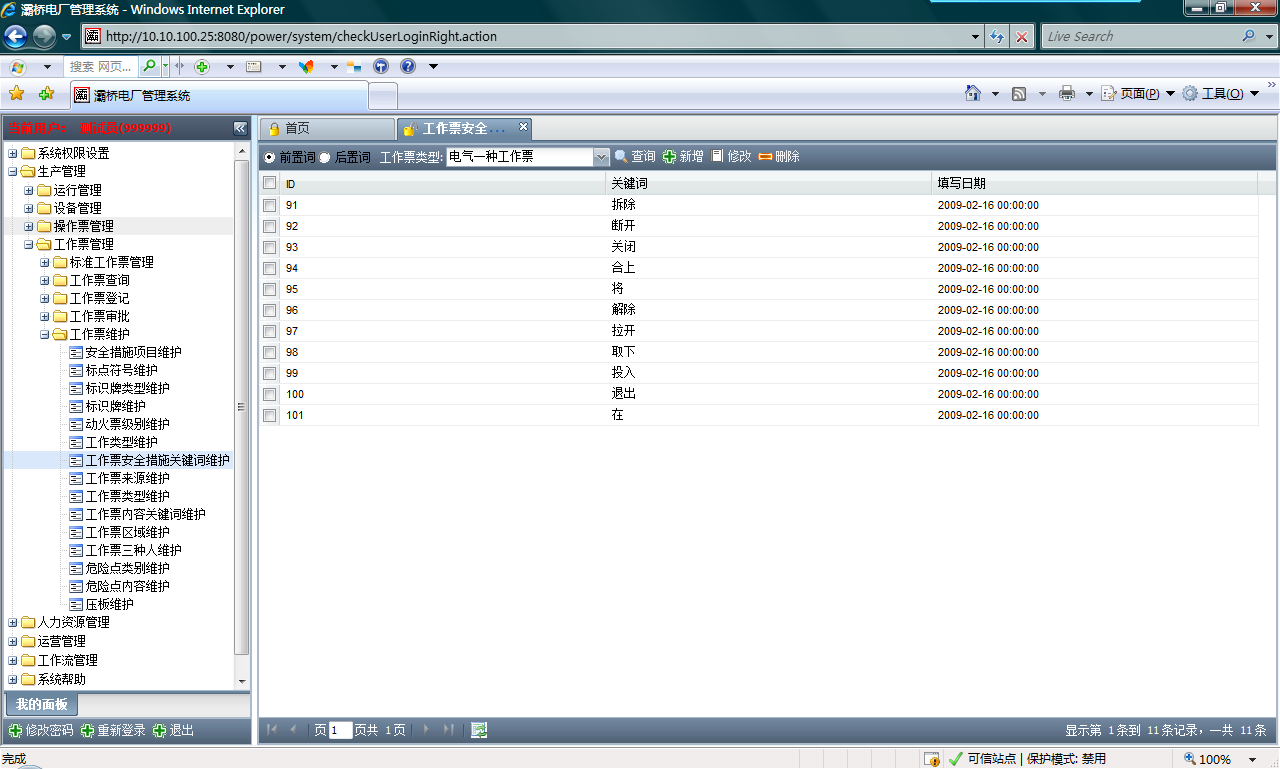 灞桥电厂管理系统 - Windows Internet Explorer
http://10.10.100.25:8080/power/system/checkUserLoginRight.action
Live Search
搜索 网页...
灞桥电厂管理系统
页面(P)
工具(O)
当前用户： 测试员(999999)
首页
工作票安全...
系统权限设置
生产管理
运行管理
设备管理
操作票管理
工作票管理
标准工作票管理
工作票查询
工作票登记
工作票审批
工作票维护
安全措施项目维护
标点符号维护
标识牌类型维护
标识牌维护
动火票级别维护
工作类型维护
工作票安全措施关键词维护
工作票来源维护
工作票类型维护
工作票内容关键词维护
工作票区域维护
工作票三种人维护
危险点类别维护
危险点内容维护
压板维护
人力资源管理
运营管理
工作流管理
系统帮助
我的面板
修改密码 重新登录 退出
前置词 后置词 工作票类型: 电气一种工作票 查询 新增 修改 删除
ID 关键词 填写日期
91 拆除 2009-02-16 00:00:00
92 断开 2009-02-16 00:00:00
93 关闭 2009-02-16 00:00:00
94 合上 2009-02-16 00:00:00
95 将 2009-02-16 00:00:00
96 解除 2009-02-16 00:00:00
97 拉开 2009-02-16 00:00:00
98 取下 2009-02-16 00:00:00
99 投入 2009-02-16 00:00:00
100 退出 2009-02-16 00:00:00
101 在 2009-02-16 00:00:00
页 1 页共 1 页
显示第 1 条到 11 条记录，一共 11 条
完成
可信站点 | 保护模式: 禁用
100%